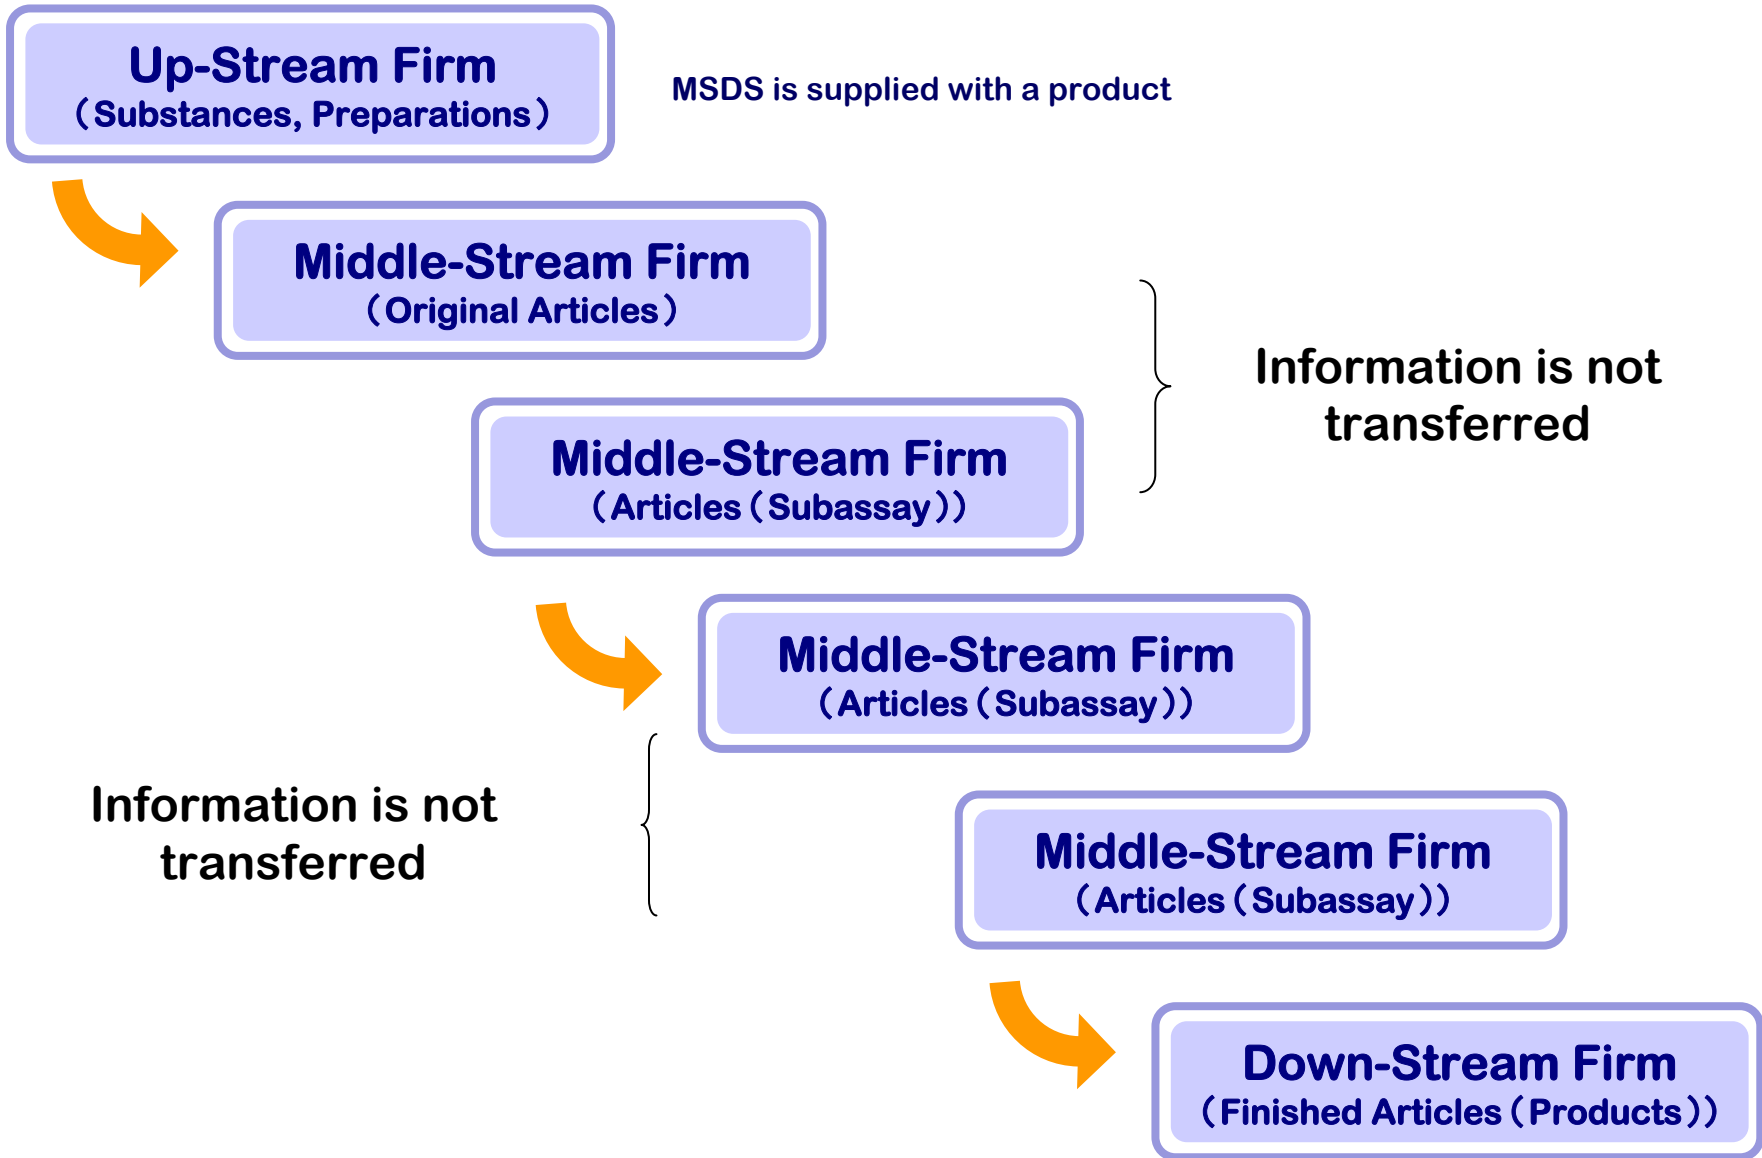 Up-Stream Firm
(Substances, Preparations)
MSDS is supplied with a product
Middle-Stream Firm
(Original Articles)
Information is not
transferred
Middle-Stream Firm
(Articles (Subassay))
Middle-Stream Firm
(Articles (Subassay))
Information is not
transferred
Middle-Stream Firm
(Articles (Subassay))
Down-Stream Firm
(Finished Articles (Products))